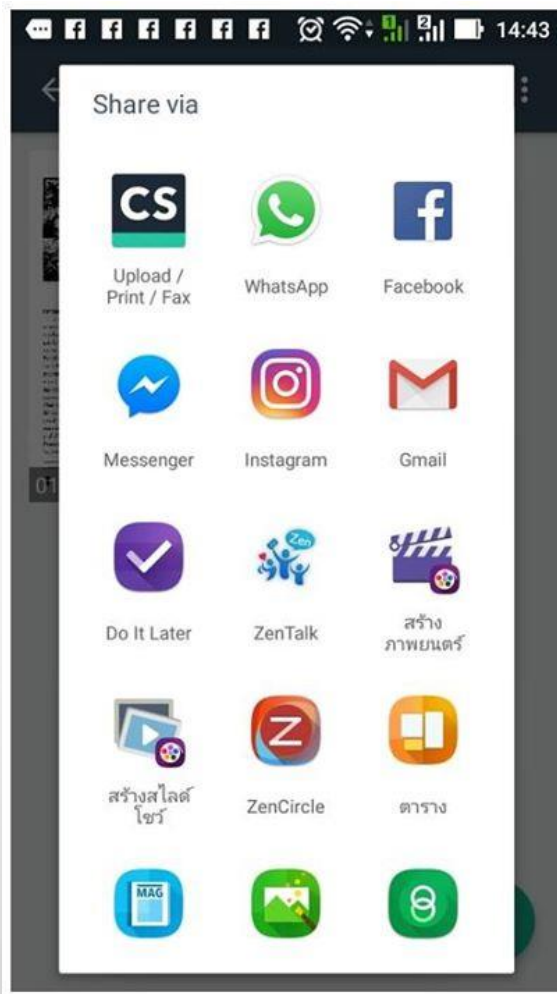 14:43
Share via
CS
Upload /
Print / Fax
WhatsApp
Facebook
Messenger
Instagram
Gmail
Do It Later
Zen
ZenTalk
สร้าง
ภาพยนตร์
สร้างสไลด์
โชว์
ZenCircle
ตาราง
MAG
01